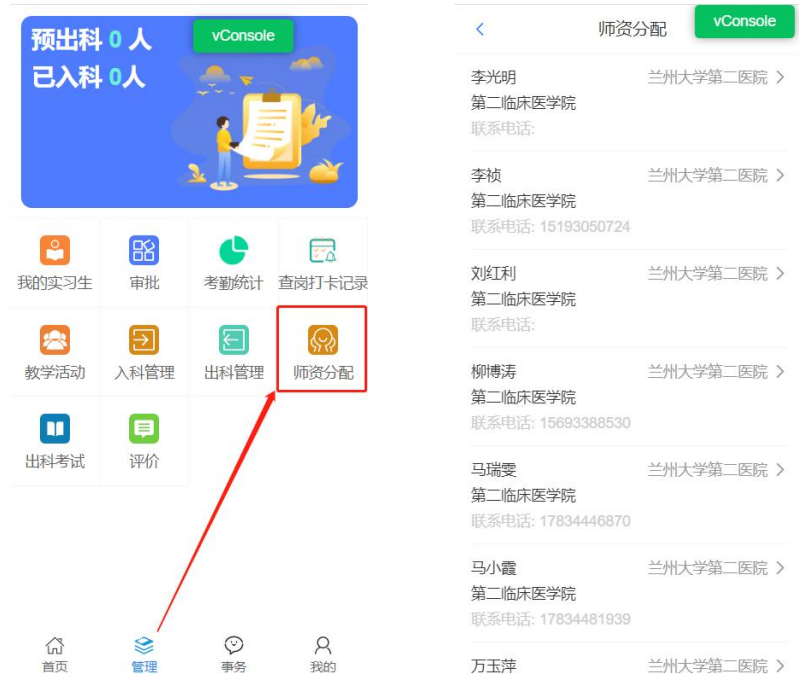 预出科 0 人
vConsole
已入科 0人
我的实习生
审批
考勤统计
查岗打卡记录
教学活动
入科管理
出科管理
师资分配
出科考试
评价
首页
管理
事务
我的
师资分配
vConsole
李光明
兰州大学第二医院
第二临床医学院
联系电话:
李祯
兰州大学第二医院
第二临床医学院
联系电话: 15193050724
刘红利
兰州大学第二医院
第二临床医学院
联系电话:
柳博涛
兰州大学第二医院
第二临床医学院
联系电话: 15693388530
马瑞雯
兰州大学第二医院
第二临床医学院
联系电话: 17834446870
马小霞
兰州大学第二医院
第二临床医学院
联系电话: 17834481939
万玉萍
兰州大学第二医院